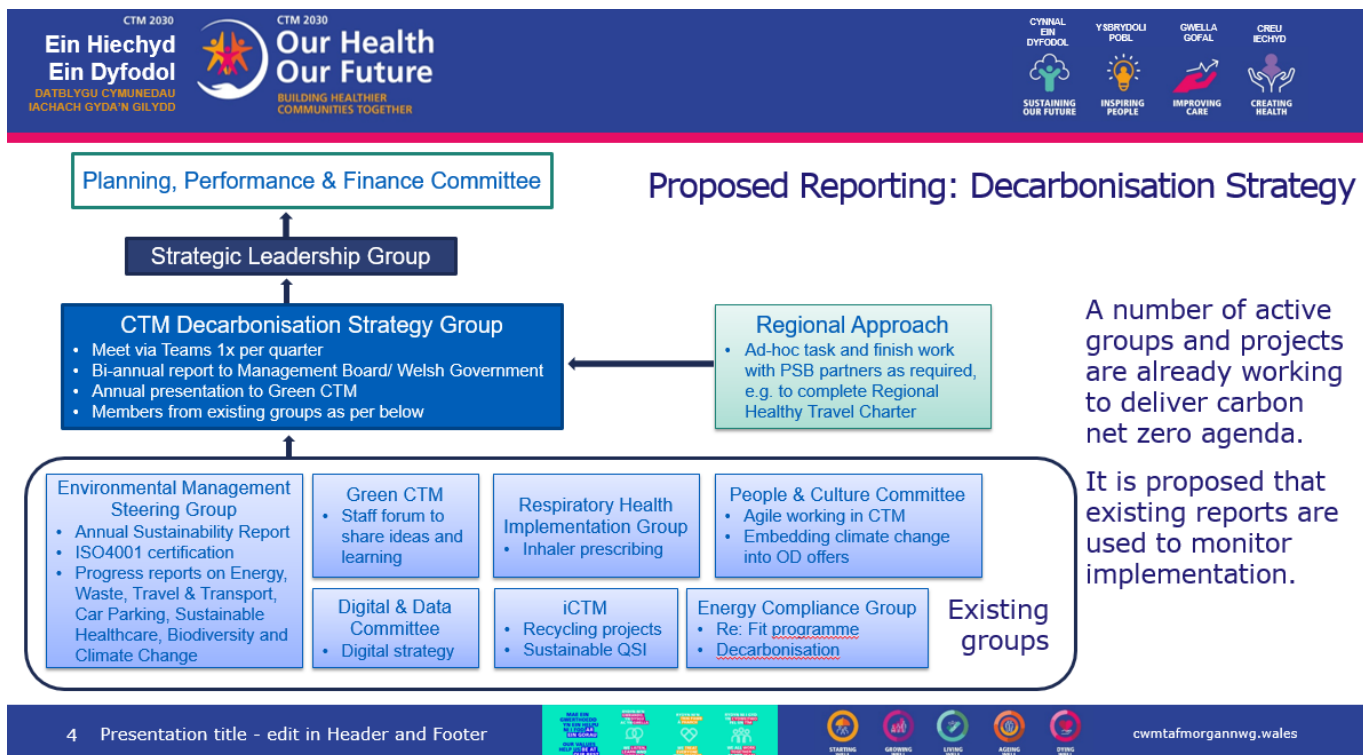 CTM 2030
Ein Hiechyd
Ein Dyfodol
DATBLYGU CYMUNEDAU
IACHACH GYDA'N GILYDD
CTM 2030
Our Health
Our Future
BUILDING HEALTHIER
COMMUNITIES TOGETHER
CYNNAL
EIN
DYFODOL
SUSTAINING
OUR FUTURE
YSBRYDOLI
POBL
INSPIRING
PEOPLE
GWELLA
GOFAL
IMPROVING
CARE
CREU
IECHYD
CREATING
HEALTH
Proposed Reporting: Decarbonisation Strategy
Planning, Performance & Finance Committee
Strategic Leadership Group
CTM Decarbonisation Strategy Group
• Meet via Teams 1x per quarter
• Bi-annual report to Management Board/ Welsh Government
• Annual presentation to Green CTM
• Members from existing groups as per below
Regional Approach
• Ad-hoc task and finish work
with PSB partners as required,
e.g. to complete Regional
Healthy Travel Charter
A number of active
groups and projects
are already working
to deliver carbon
net zero agenda.
It is proposed that
existing reports are
used to monitor
implementation.
Environmental Management
Steering Group
• Annual Sustainability Report
• ISO4001 certification
• Progress reports on Energy,
Waste, Travel & Transport,
Car Parking, Sustainable
Healthcare, Biodiversity and
Climate Change
Green CTM
• Staff forum to
share ideas and
learning
Respiratory Health
Implementation Group
• Inhaler prescribing
People & Culture Committee
• Agile working in CTM
• Embedding climate change
into OD offers
Digital & Data
Committee
• Digital strategy
iCTM
• Recycling projects
• Sustainable QSI
Energy Compliance Group
• Re: Fit programme
• Decarbonisation
Existing
groups
4 Presentation title - edit in Header and Footer
STARTING
GROWING
LIVING
AGEING
DYING
cwmtafmorgannwg.wales